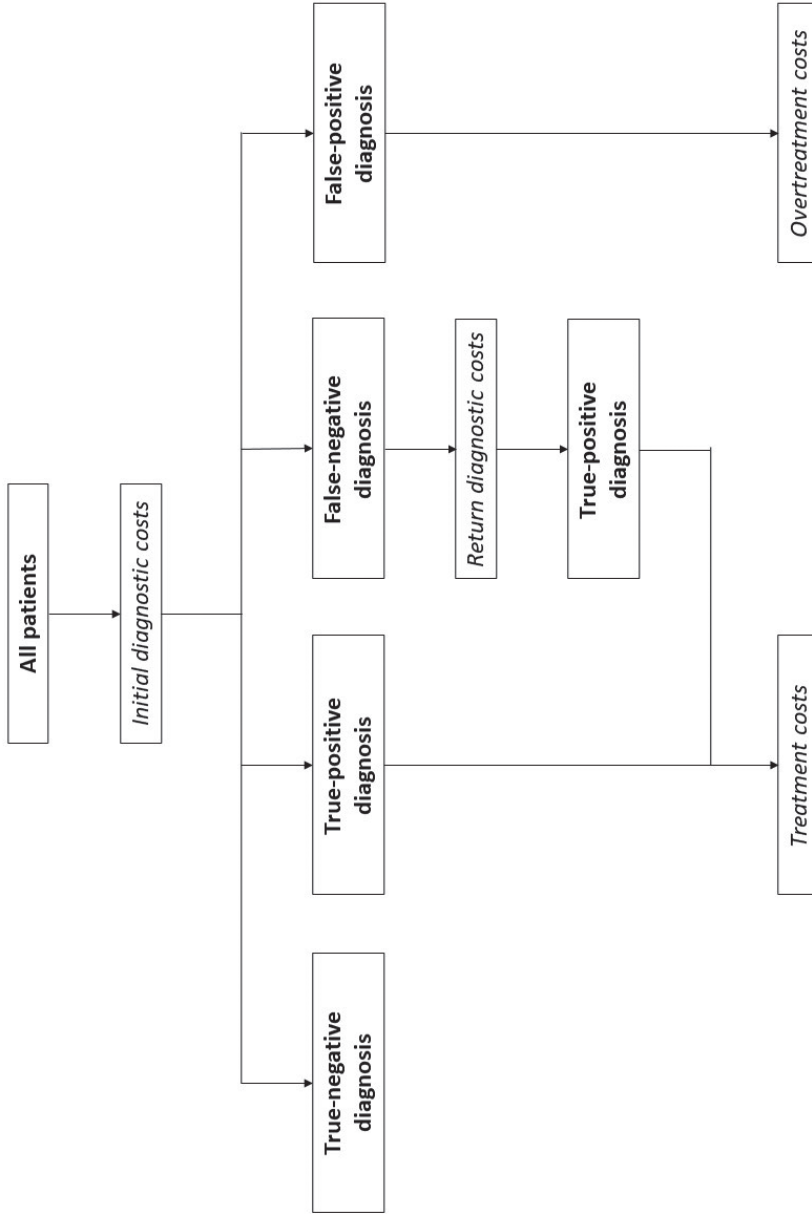 All patients
Initial diagnostic costs
True-negative
diagnosis
True-positive
diagnosis
False-negative
diagnosis
False-positive
diagnosis
Return diagnostic costs
True-positive
diagnosis
Treatment costs
Overtreatment costs